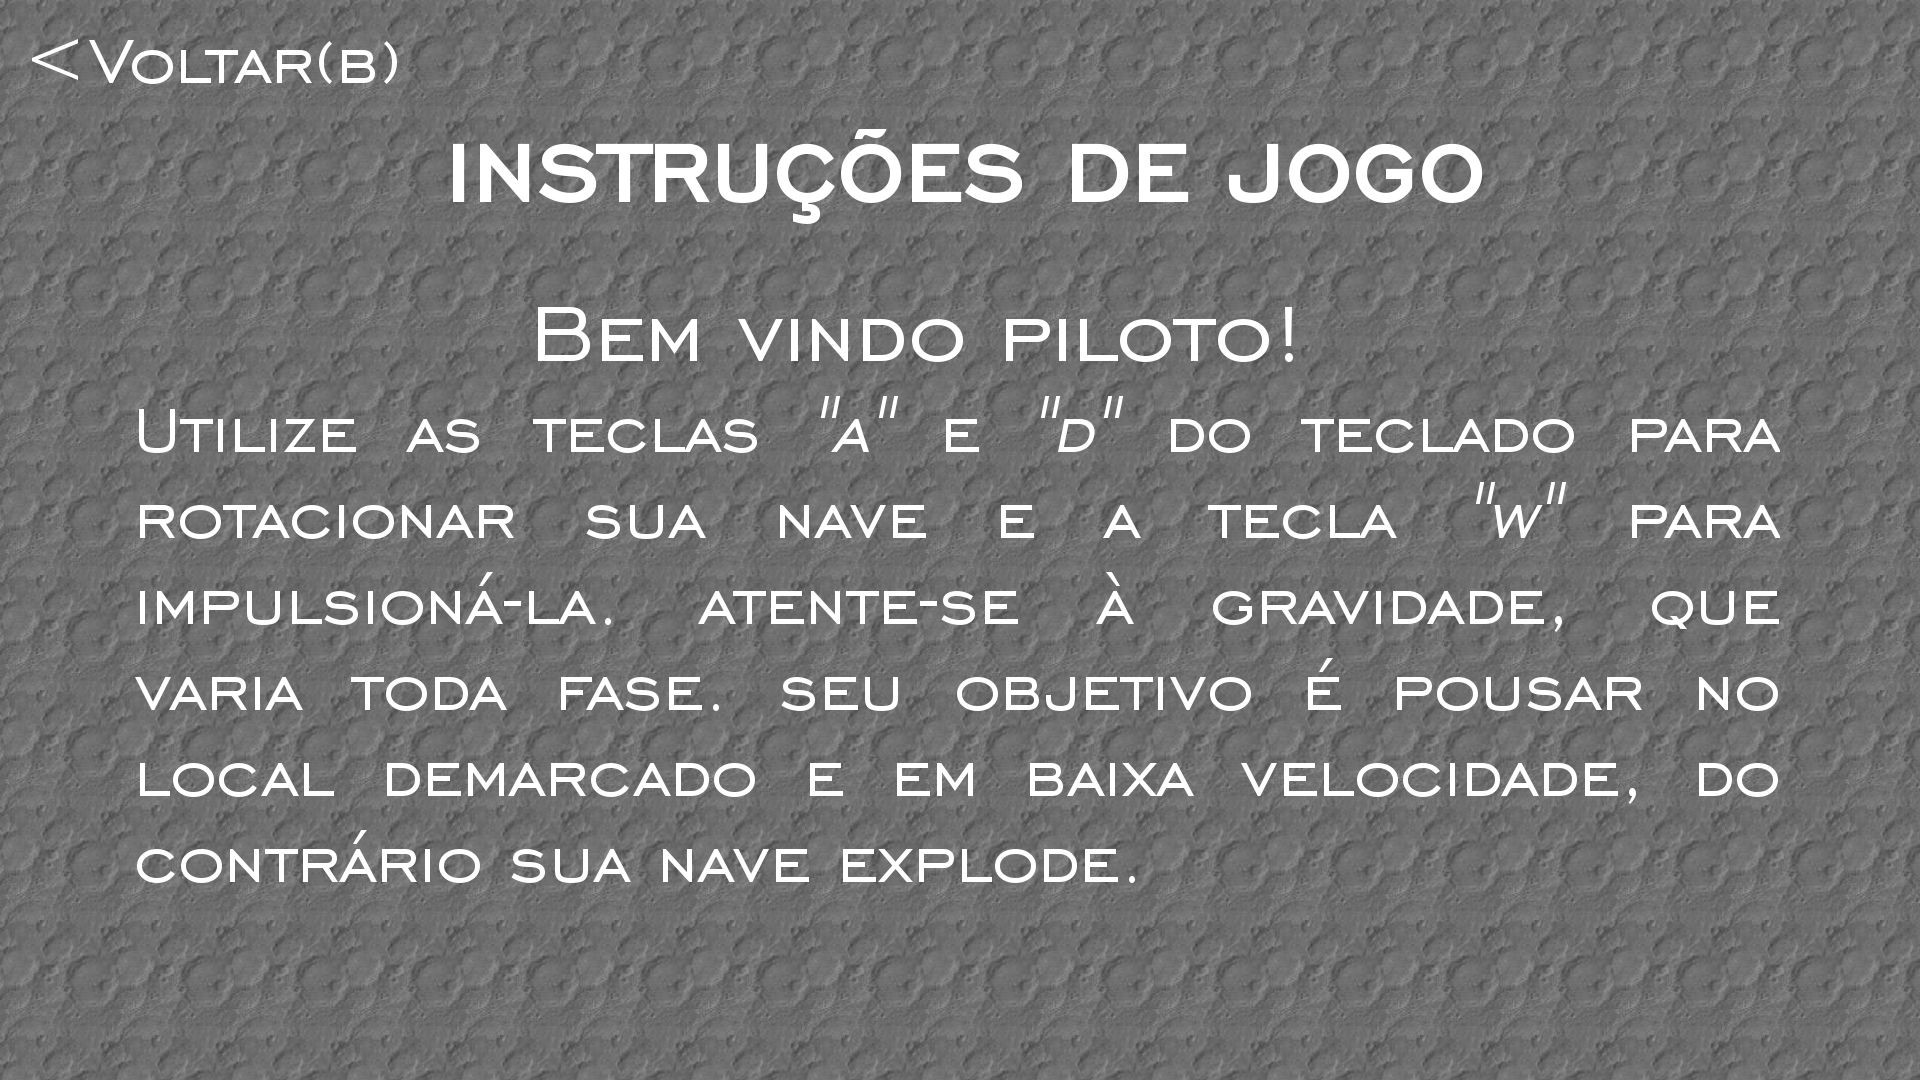 <Voltar(b)
INSTRUÇÕES DE JOGO
Bem vindo piloto!
Utilize as teclas "a" e "d" do teclado para
rotacionar sua nave e a tecla "w" para
impulsioná-la. atente-se à gravidade, que
varia toda fase. seu objetivo é pousar no
local demarcado e em baixa velocidade, do
contrário sua nave explode.